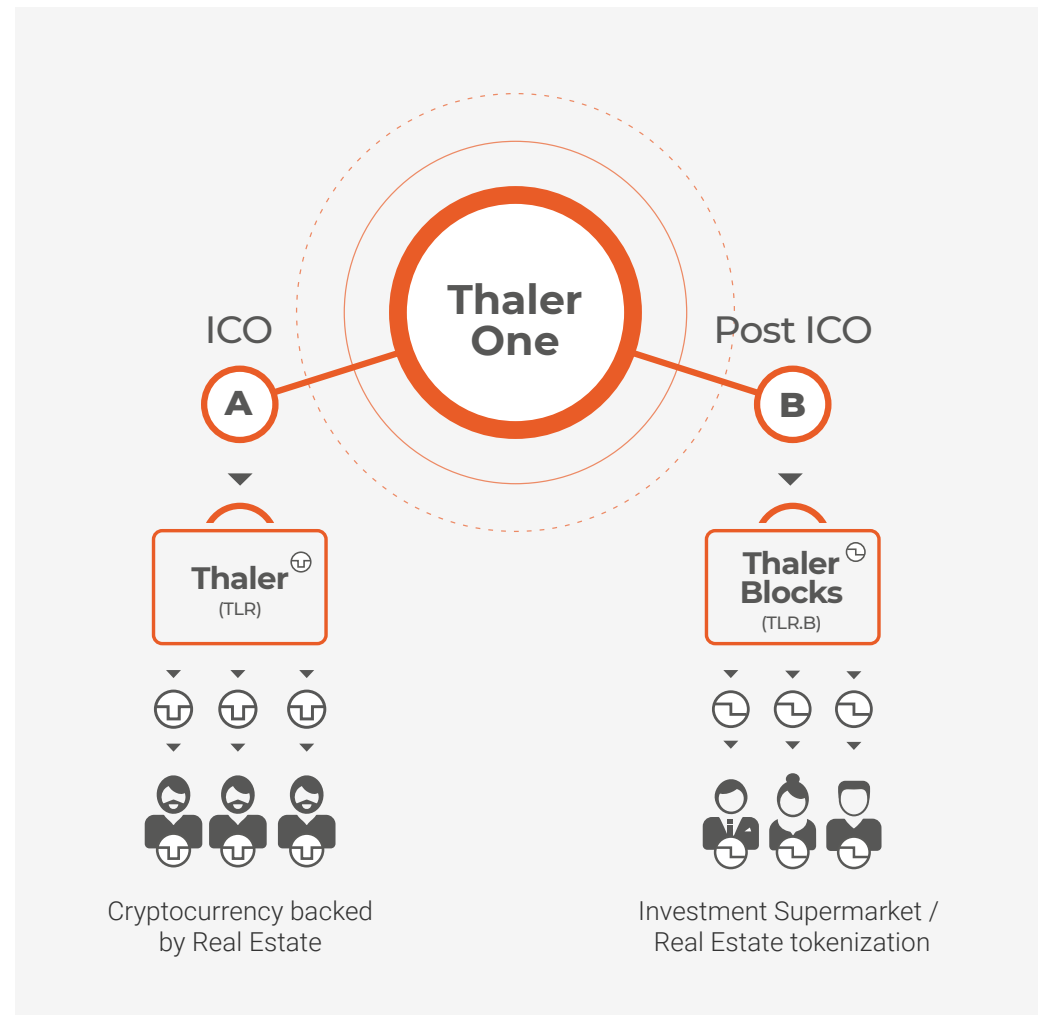 Thaler
One
ICO
Post ICO
A
B
Thaler
(TLR)
Thaler
Blocks
(TLR.B)
Cryptocurrency backed
by Real Estate
Investment Supermarket /
Real Estate tokenization